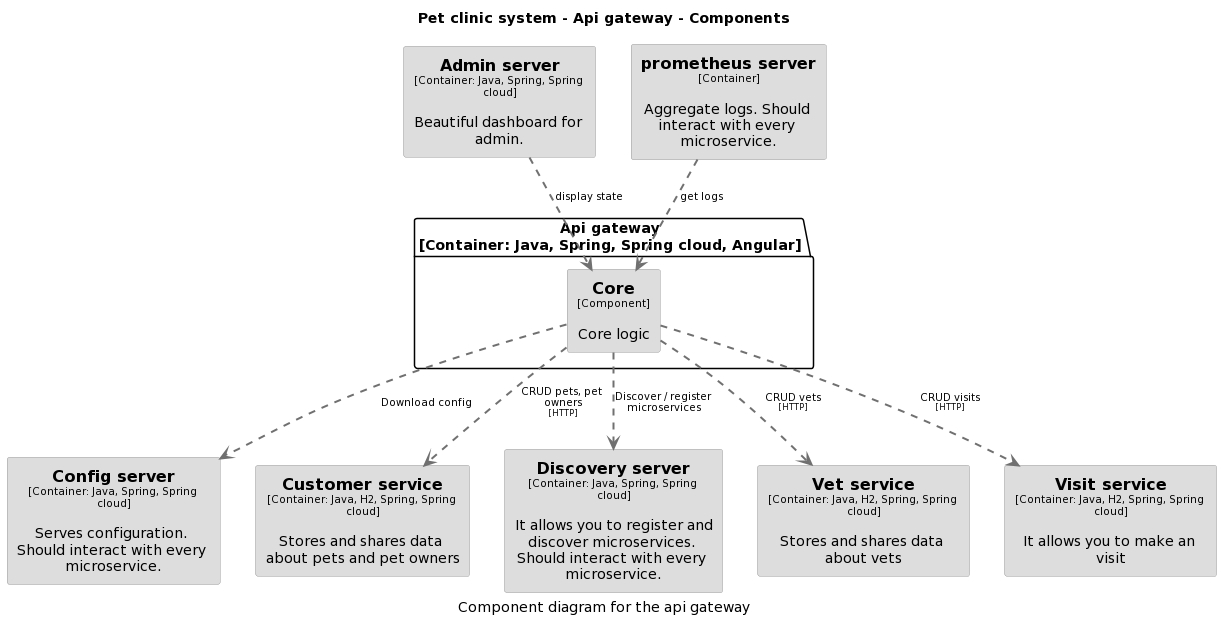 Pet clinic system - Api gateway - Components
Admin server
[Container: Java, Spring, Spring
cloud]
Beautiful dashboard for
admin.
prometheus server
[Container]
Aggregate logs. Should
interact with every
microservice.
display state
get logs
Api gateway
[Container: Java, Spring, Spring cloud, Angular]
Core
[Component]
Core logic
Download config
CRUD pets, pet
owners
[HTTP]
Discover / register
microservices
CRUD vets
[HTTP]
CRUD visits
[HTTP]
Config server
[Container: Java, Spring, Spring
cloud]
Serves configuration.
Should interact with every
microservice.
Customer service
[Container: Java, H2, Spring, Spring
cloud]
Stores and shares data
about pets and pet owners
Discovery server
[Container: Java, Spring, Spring
cloud]
It allows you to register and
discover microservices.
Should interact with every
microservice.
Vet service
[Container: Java, H2, Spring, Spring
cloud]
Stores and shares data
about vets
Visit service
[Container: Java, H2, Spring, Spring
cloud]
It allows you to make an
visit
Component diagram for the api gateway